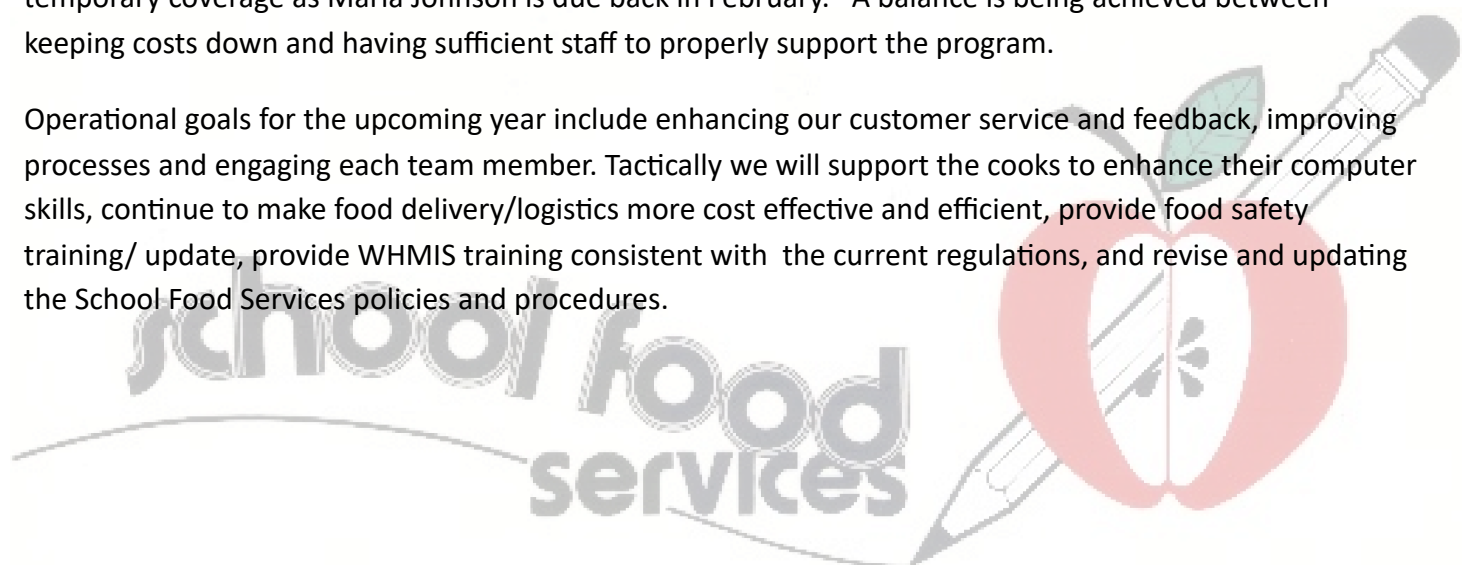 temporary coverage as Maria Johnson is due back in February.   A balance is being achieved between
keeping costs down and having sufficient staff to properly support the program.
Operational goals for the upcoming year include enhancing our customer service and feedback, improving
processes and engaging each team member. Tactically we will support the cooks to enhance their computer
skills, continue to make food delivery/logistics more cost effective and efficient, provide food safety
training/ update, provide WHMIS training consistent with  the current regulations, and revise and updating
the School Food Services policies and procedures.
school food
services